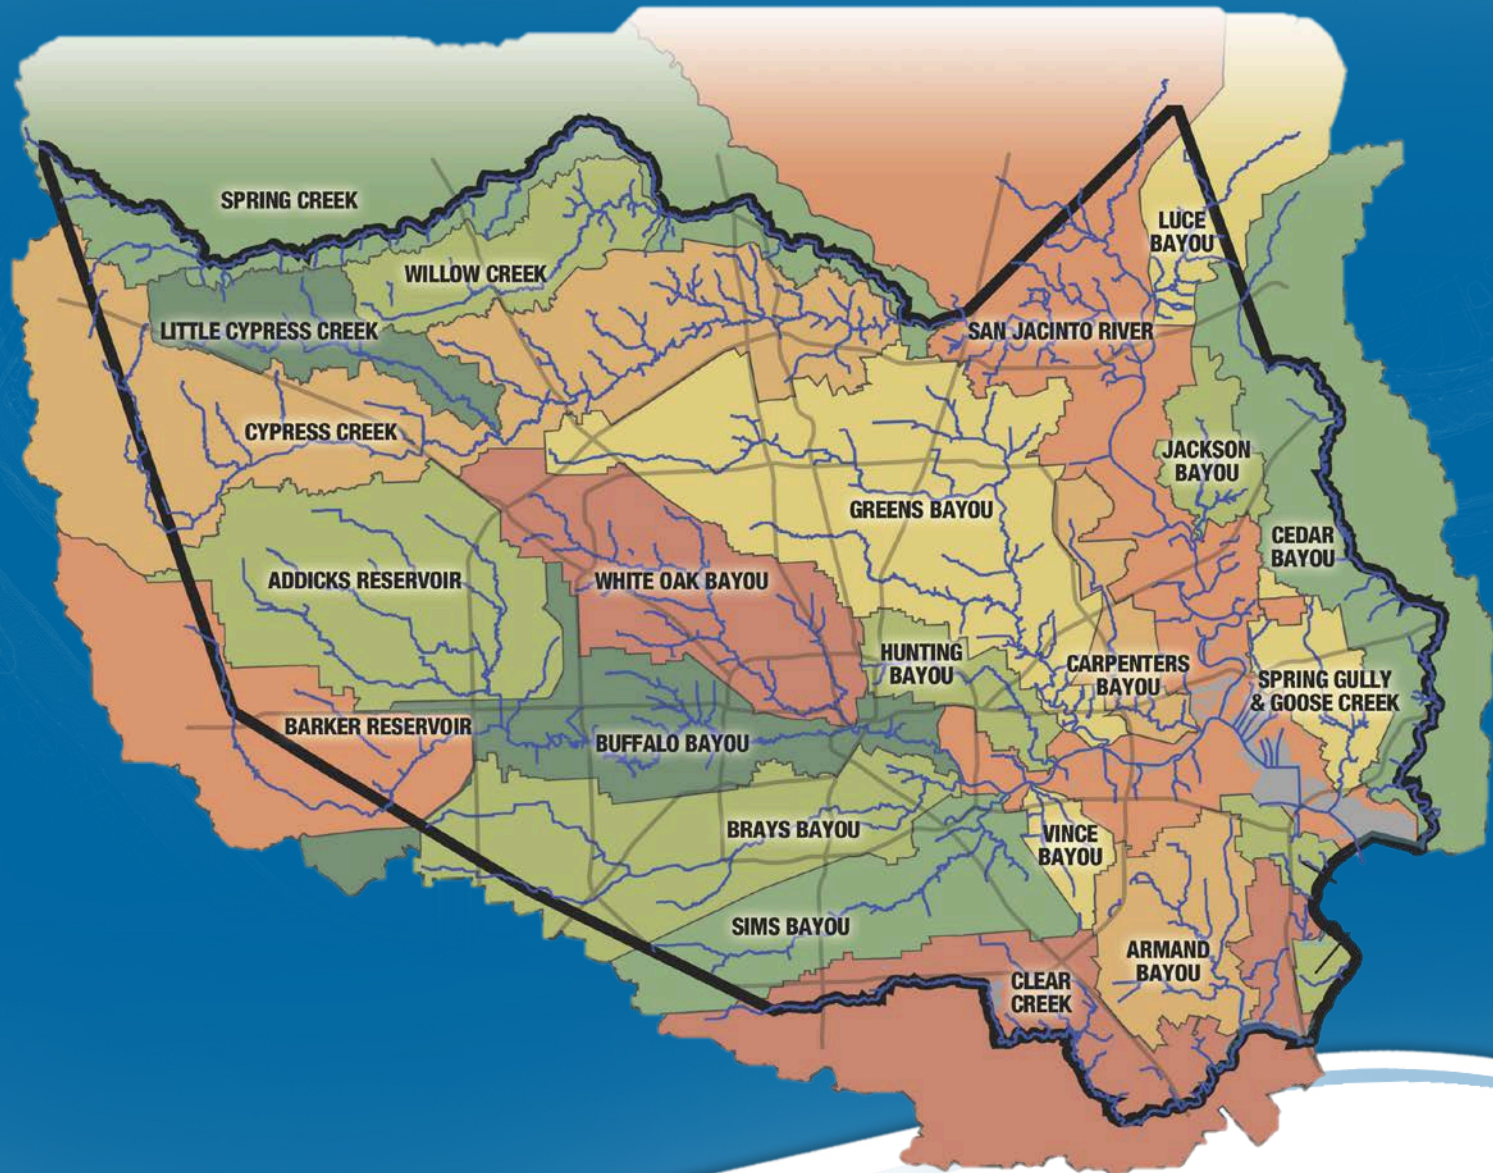 SPRING CREEK
LUCE
BAYOU
WILLOW CREEK
LITTLE CYPRESS CREEK
SAN JACINTO RIVER
CYPRESS CREEK
JACKSON
BAYOU
GREENS BAYOU
CEDAR
BAYOU
ADDICKS RESERVOIR
WHITE OAK BAYOU
HUNTING
BAYOU
CARPENTERS
BAYOU
SPRING GULLY
& GOOSE CREEK
BARKER RESERVOIR
BUFFALO BAYOU
BRAYS BAYOU
VINCE
BAYOU
SIMS BAYOU
ARMAND
BAYOU
CLEAR
CREEK